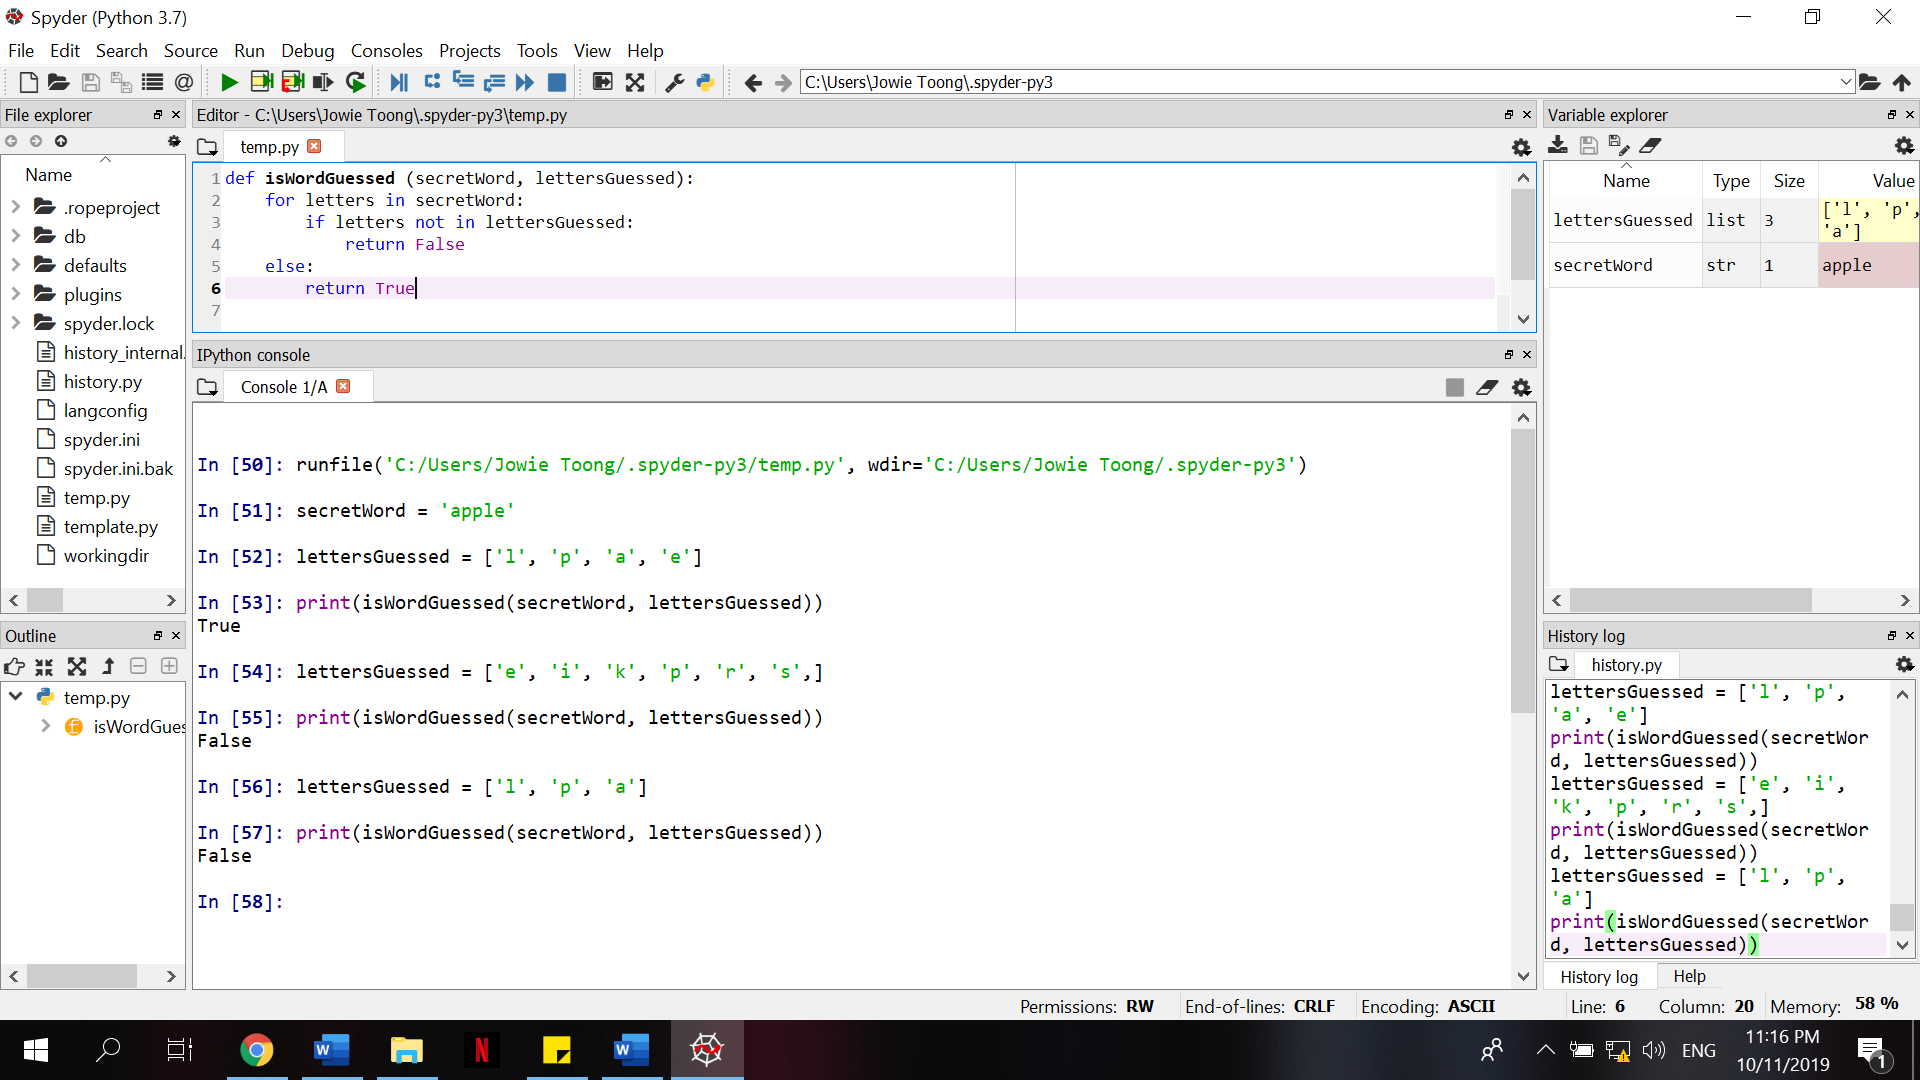 Spyder (Python 3.7)
File Edit Search Source Run Debug Consoles Projects Tools View Help
C:\Users\Jowie Toong\.spyder-py3
File explorer
Name
.ropeproject
db
defaults
plugins
spyder.lock
history_internal.
history.py
langconfig
spyder.ini
spyder.ini.bak
temp.py
template.py
workingdir
Outline
temp.py
isWordGues
Editor - C:\Users\Jowie Toong\.spyder-py3\temp.py
temp.py
1 def isWordGuessed (secretWord, lettersGuessed):
2     for letters in secretWord:
3         if letters not in lettersGuessed:
4             return False
5     else:
6         return True
7
IPython console
Console 1/A
In [50]: runfile('C:/Users/Jowie Toong/.spyder-py3/temp.py', wdir='C:/Users/Jowie Toong/.spyder-py3')
In [51]: secretWord = 'apple'
In [52]: lettersGuessed = ['l', 'p', 'a', 'e']
In [53]: print(isWordGuessed(secretWord, lettersGuessed))
True
In [54]: lettersGuessed = ['e', 'i', 'k', 'p', 'r', 's',]
In [55]: print(isWordGuessed(secretWord, lettersGuessed))
False
In [56]: lettersGuessed = ['l', 'p', 'a']
In [57]: print(isWordGuessed(secretWord, lettersGuessed))
False
In [58]:
Variable explorer
Name Type Size Value
lettersGuessed list 3 ['l', 'p',
'a']
secretWord str 1 apple
History log
history.py
lettersGuessed = ['l', 'p',
'a', 'e']
print(isWordGuessed(secretWor
d, lettersGuessed))
lettersGuessed = ['e', 'i',
'k', 'p', 'r', 's',]
print(isWordGuessed(secretWor
d, lettersGuessed))
lettersGuessed = ['l', 'p',
'a']
print(isWordGuessed(secretWor
d, lettersGuessed))
History log Help
Permissions: RW End-of-lines: CRLF Encoding: ASCII Line: 6 Column: 20 Memory: 58 %
ENG
11:16 PM
10/11/2019
1